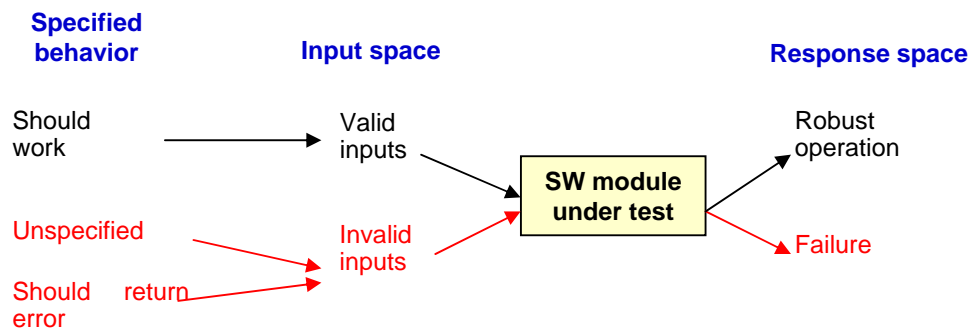 Specified
behavior
Input space
Response space
Should
work
Valid
inputs
Robust
operation
SW module
under test
Unspecified
Invalid
inputs
Failure
Should return
error